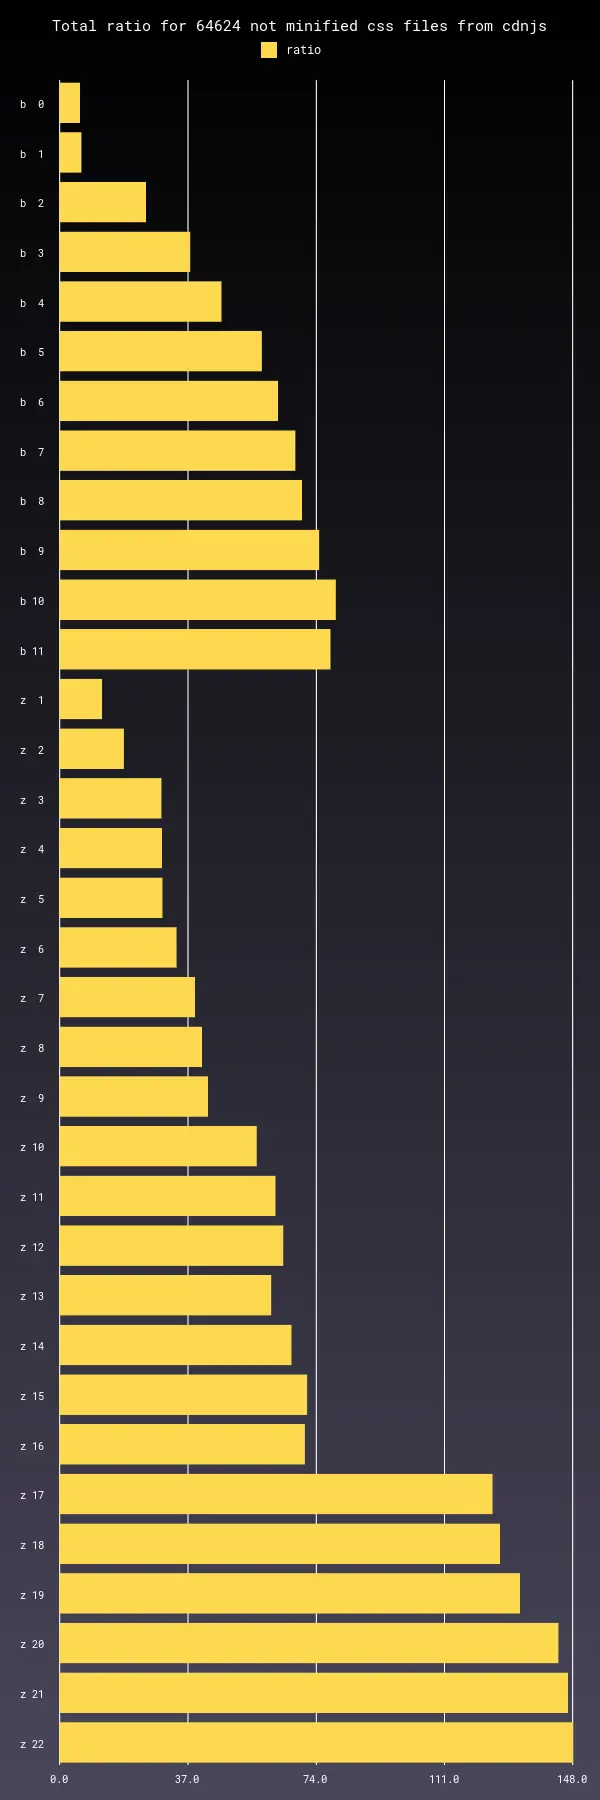 Total ratio for 64624 not minified css files from cdnjs
ratio
b 0
b 1
b 2
b 3
b 4
b 5
b 6
b 7
b 8
b 9
b 10
b 11
z 1
z 2
z 3
z 4
z 5
z 6
z 7
z 8
z 9
z 10
z 11
z 12
z 13
z 14
z 15
z 16
z 17
z 18
z 19
z 20
z 21
z 22
0.0 37.0 74.0 111.0 148.0